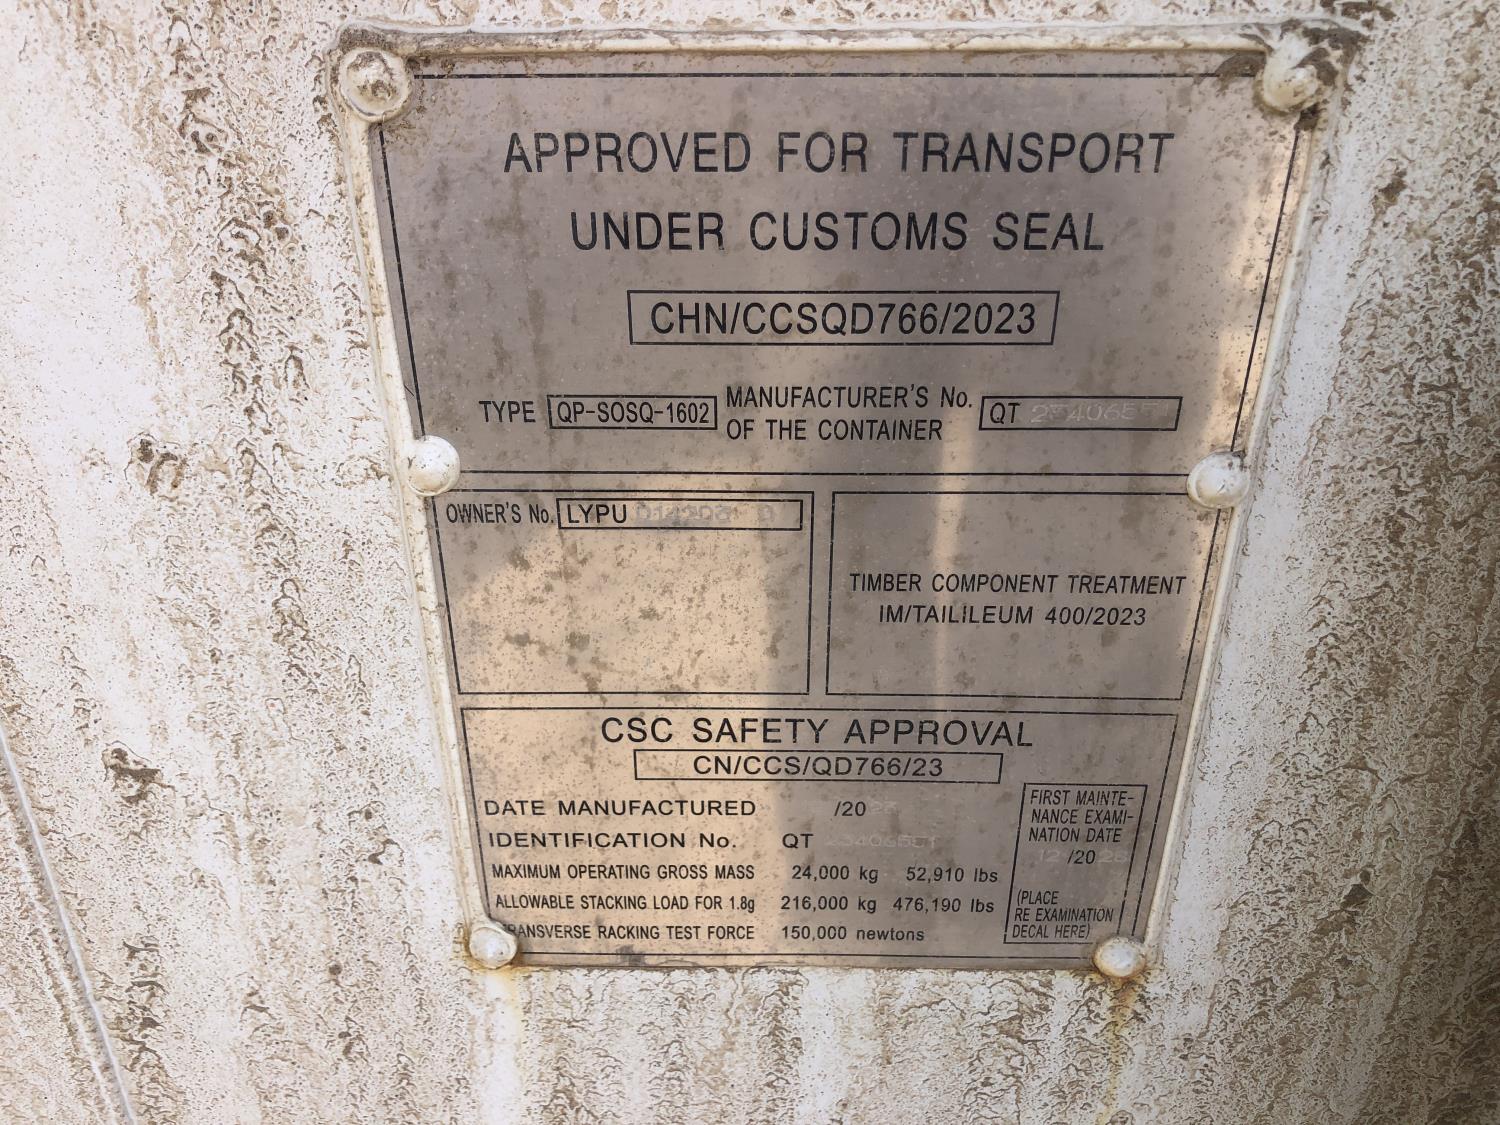 APPROVED FOR TRANSPORT
UNDER CUSTOMS SEAL
CHN/CCSQD766/2023
TYPE QP-SOSQ-1602
MANUFACTURER'S No.
OF THE CONTAINER
QT
OWNER'S No. LYPU
TIMBER COMPONENT TREATMENT
IM/TAILILEUM 400/2023
CSC SAFETY APPROVAL
CN/CCS/QD766/23
DATE MANUFACTURED /20
IDENTIFICATION No. QT
MAXIMUM OPERATING GROSS MASS 24,000 kg 52,910 lbs
ALLOWABLE STACKING LOAD FOR 1.8g 216,000 kg 476,190 lbs
TRANSVERSE RACKING TEST FORCE 150,000 newtons
FIRST MAINTE-
NANCE EXAMI-
NATION DATE
12 /20
(PLACE
RE EXAMINATION
DECAL HERE)